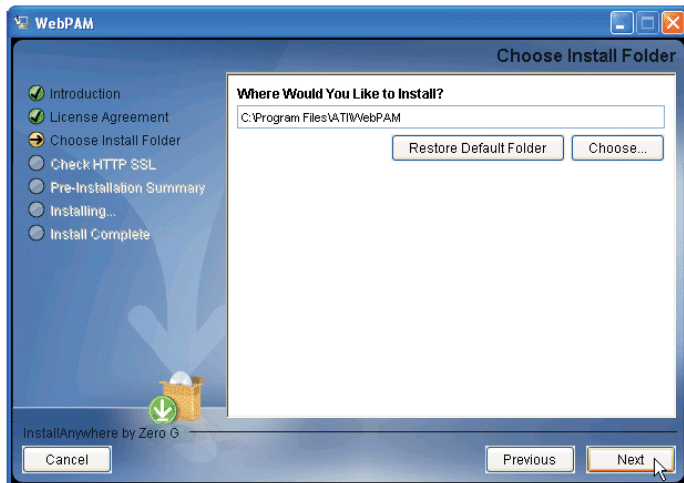 WebPAM
Choose Install Folder
Introduction
License Agreement
Choose Install Folder
Check HTTP SSL
Pre-Installation Summary
Installing...
Install Complete
Where Would You Like to Install?
C:\Program Files\ATI\WebPAM
Restore Default Folder
Choose...
InstallAnywhere by Zero G
Cancel
Previous
Next